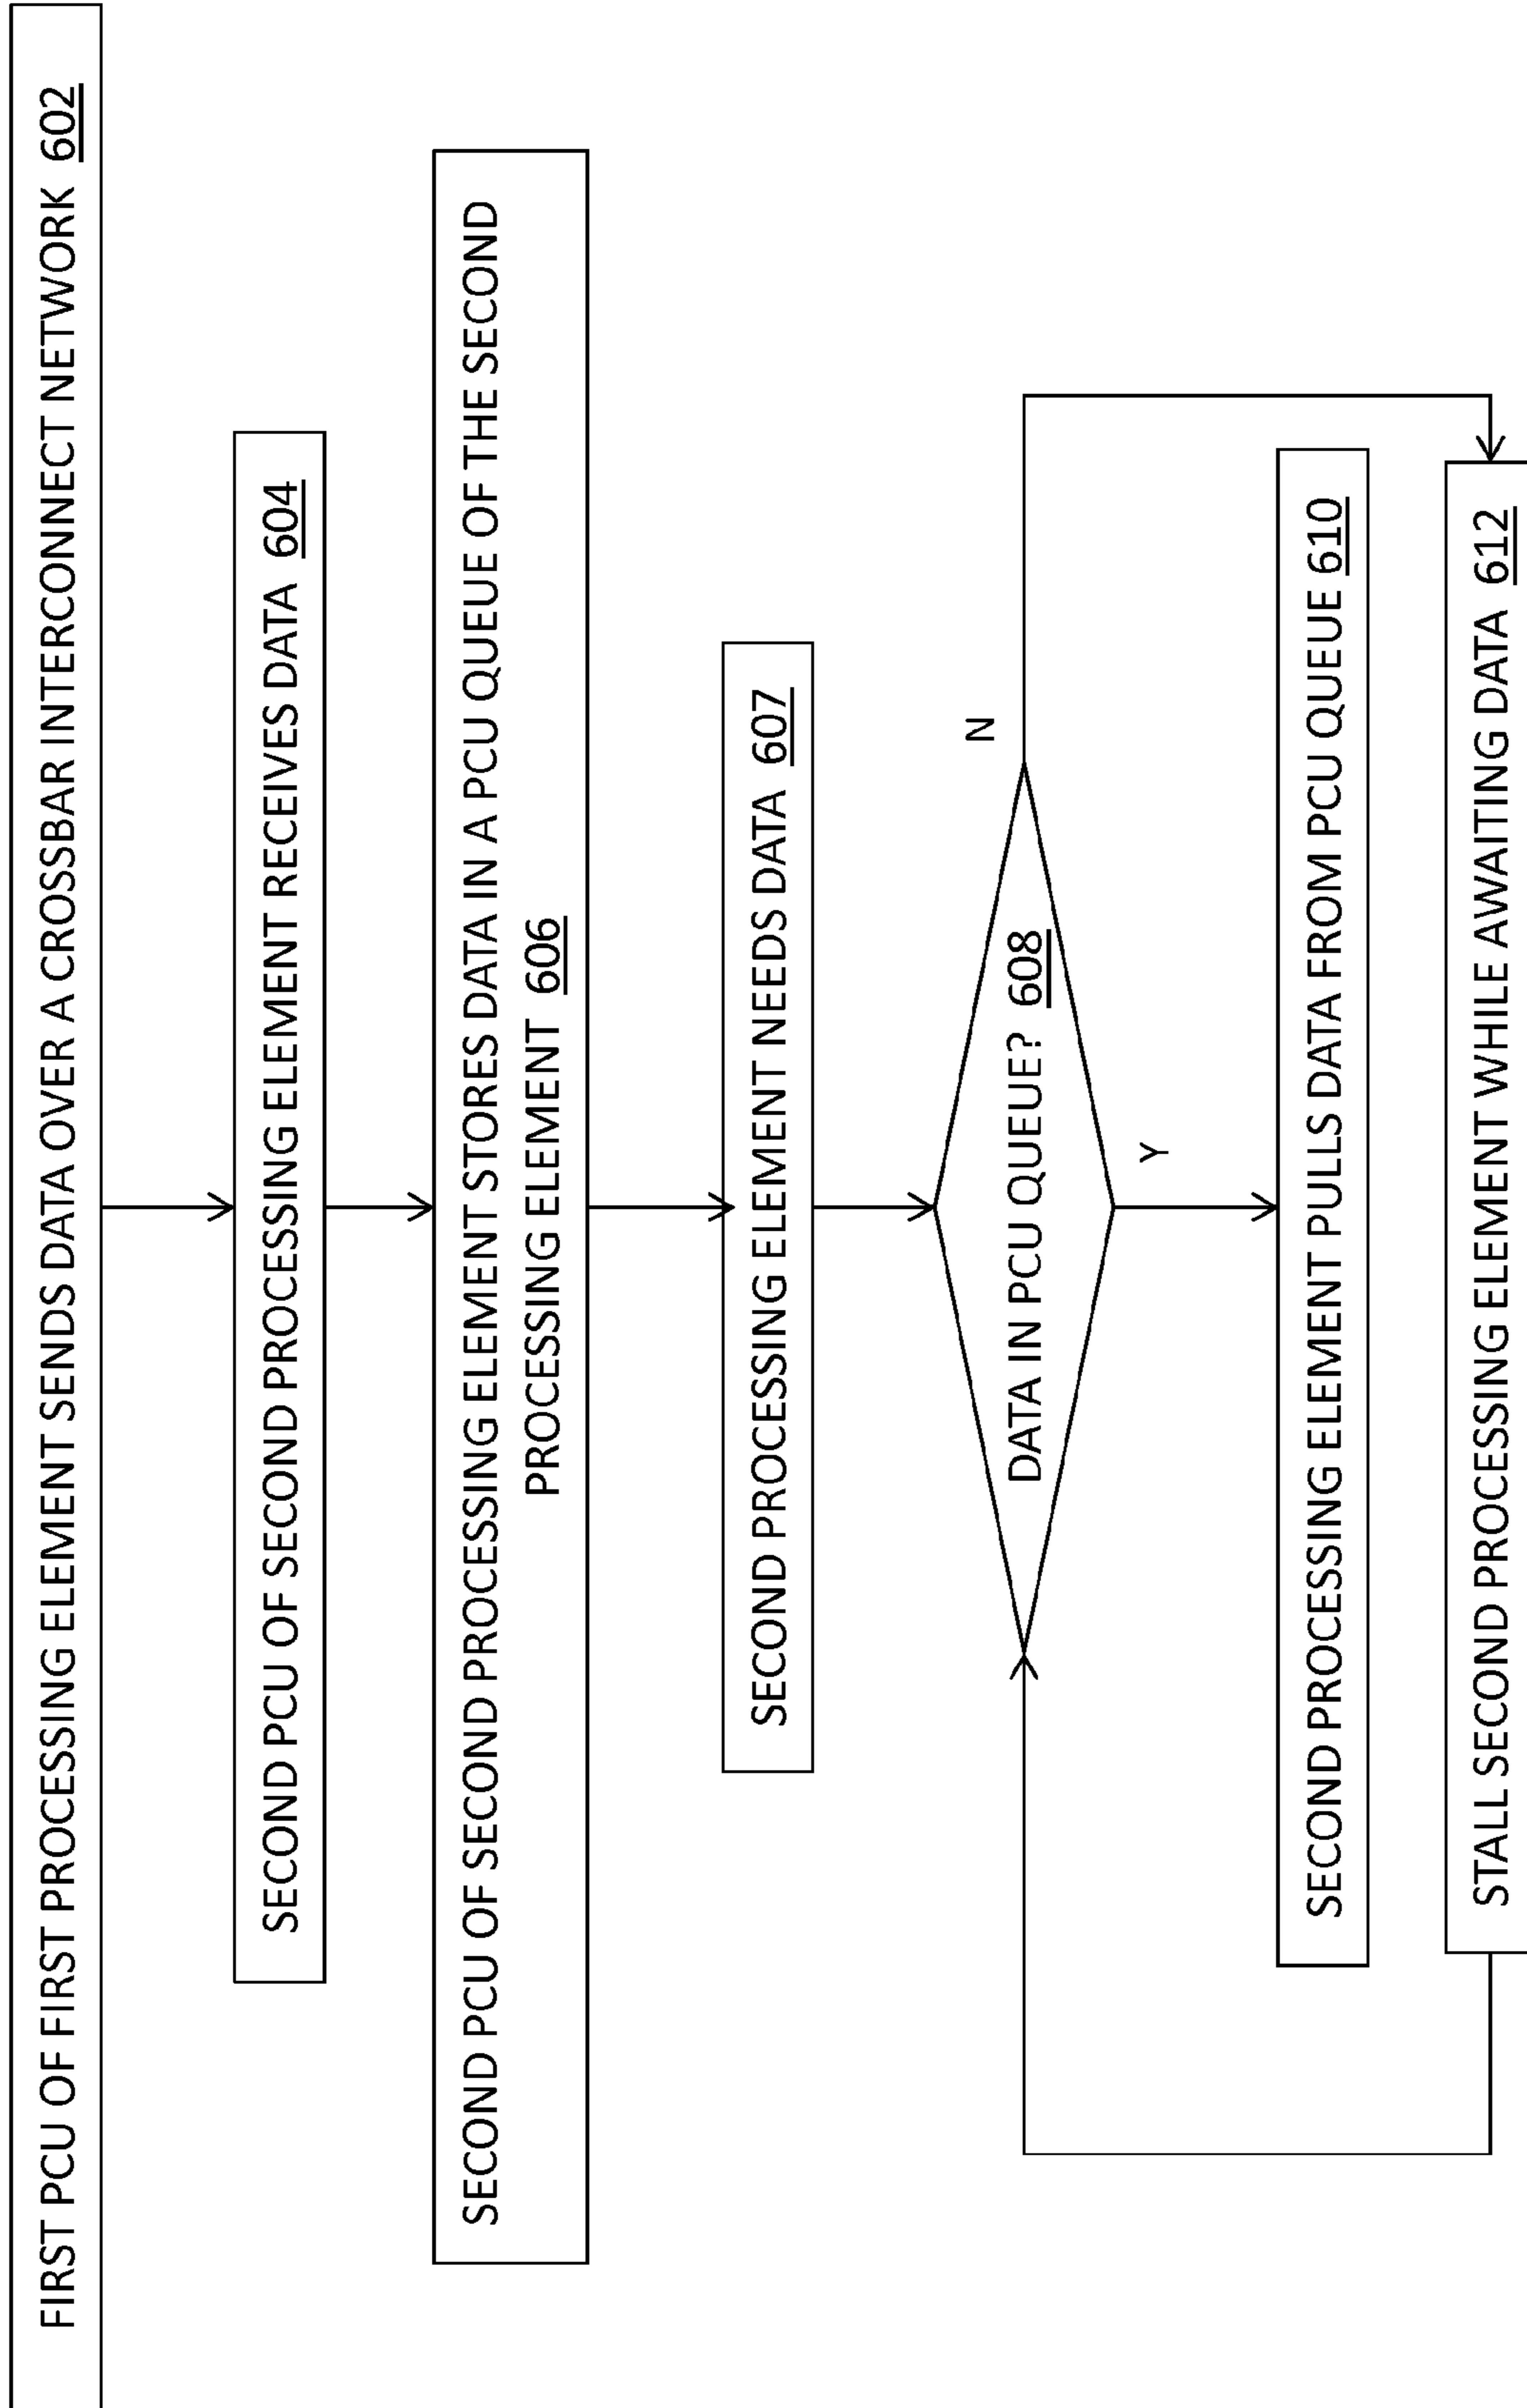 FIRST PCU OF FIRST PROCESSING ELEMENT SENDS DATA OVER A CROSSBAR INTERCONNECT NETWORK 602
SECOND PCU OF SECOND PROCESSING ELEMENT RECEIVES DATA 604
SECOND PCU OF SECOND PROCESSING ELEMENT STORES DATA IN A PCU QUEUE OF THE SECOND
PROCESSING ELEMENT 606
SECOND PROCESSING ELEMENT NEEDS DATA 607
N
DATA IN PCU QUEUE? 608
Y
SECOND PROCESSING ELEMENT PULLS DATA FROM PCU QUEUE 610
STALL SECOND PROCESSING ELEMENT WHILE AWAITING DATA 612